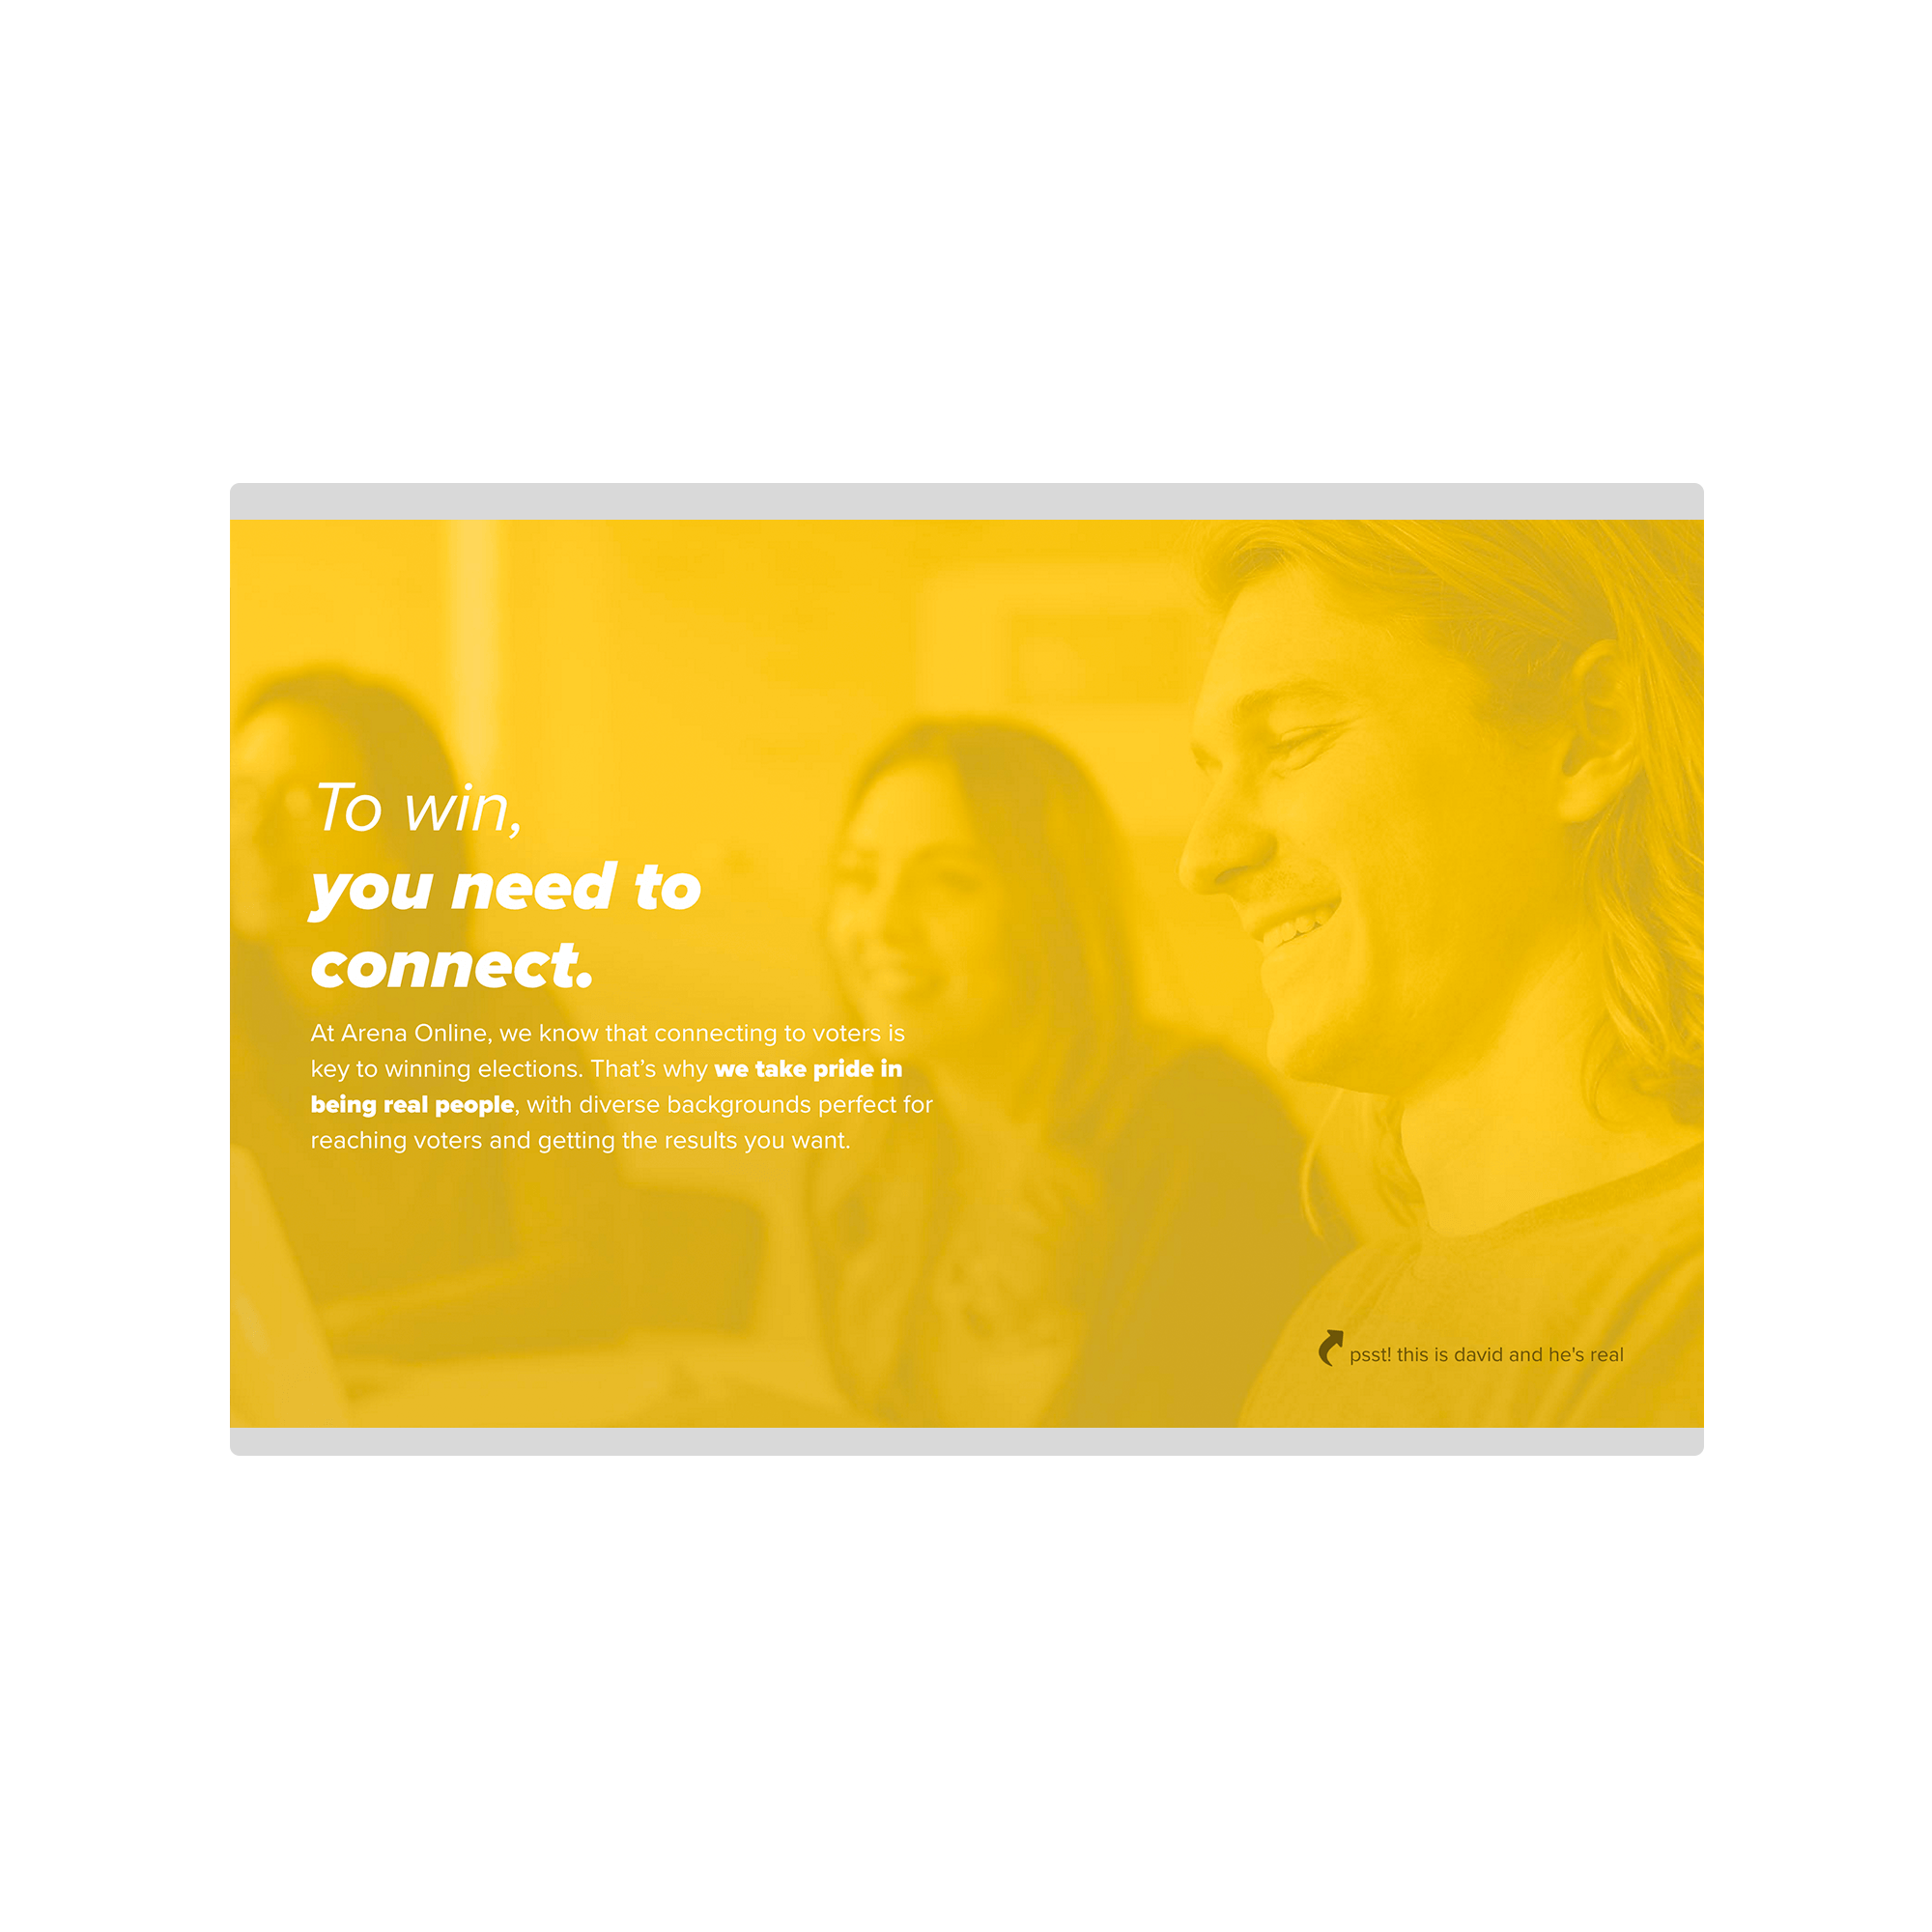 To win,
you need to
connect.
At Arena Online, we know that connecting to voters is
key to winning elections. That’s why we take pride in
being real people, with diverse backgrounds perfect for
reaching voters and getting the results you want.
psst! this is david and he's real